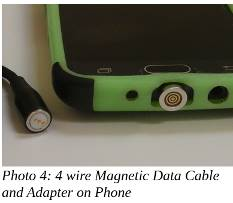 Photo 4: 4 wire Magnetic Data Cable
and Adapter on Phone